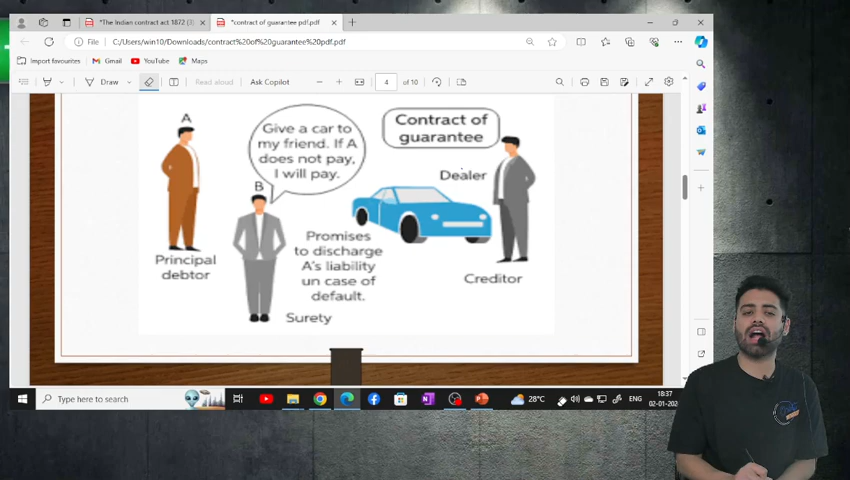 "The Indian contract act 1872 (3)
"contract of guarantee pdf.pdf
File
C:/Users/win10/Downloads/contract%20of%20guarantee%20pdf.pdf
Import favourites
Gmail
YouTube
Maps
Draw
Read aloud
Ask Copilot
4
of 10
A
Give a car to
my friend. If A
does not pay,
I will pay.
Contract of
guarantee
Dealer
B
Principal
debtor
Promises
to discharge
A's liability
un case of
default.
Surety
Creditor
Type here to search
28°C
ENG
18:37
02-01-20